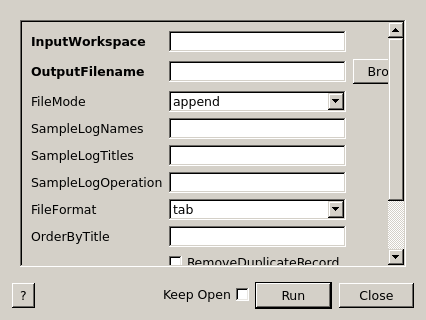 InputWorkspace
OutputFilename
Bro
FileMode append
SampleLogNames
SampleLogTitles
SampleLogOperation
FileFormat tab
OrderByTitle
RemoveDuplicateRecord
? Keep Open Run Close